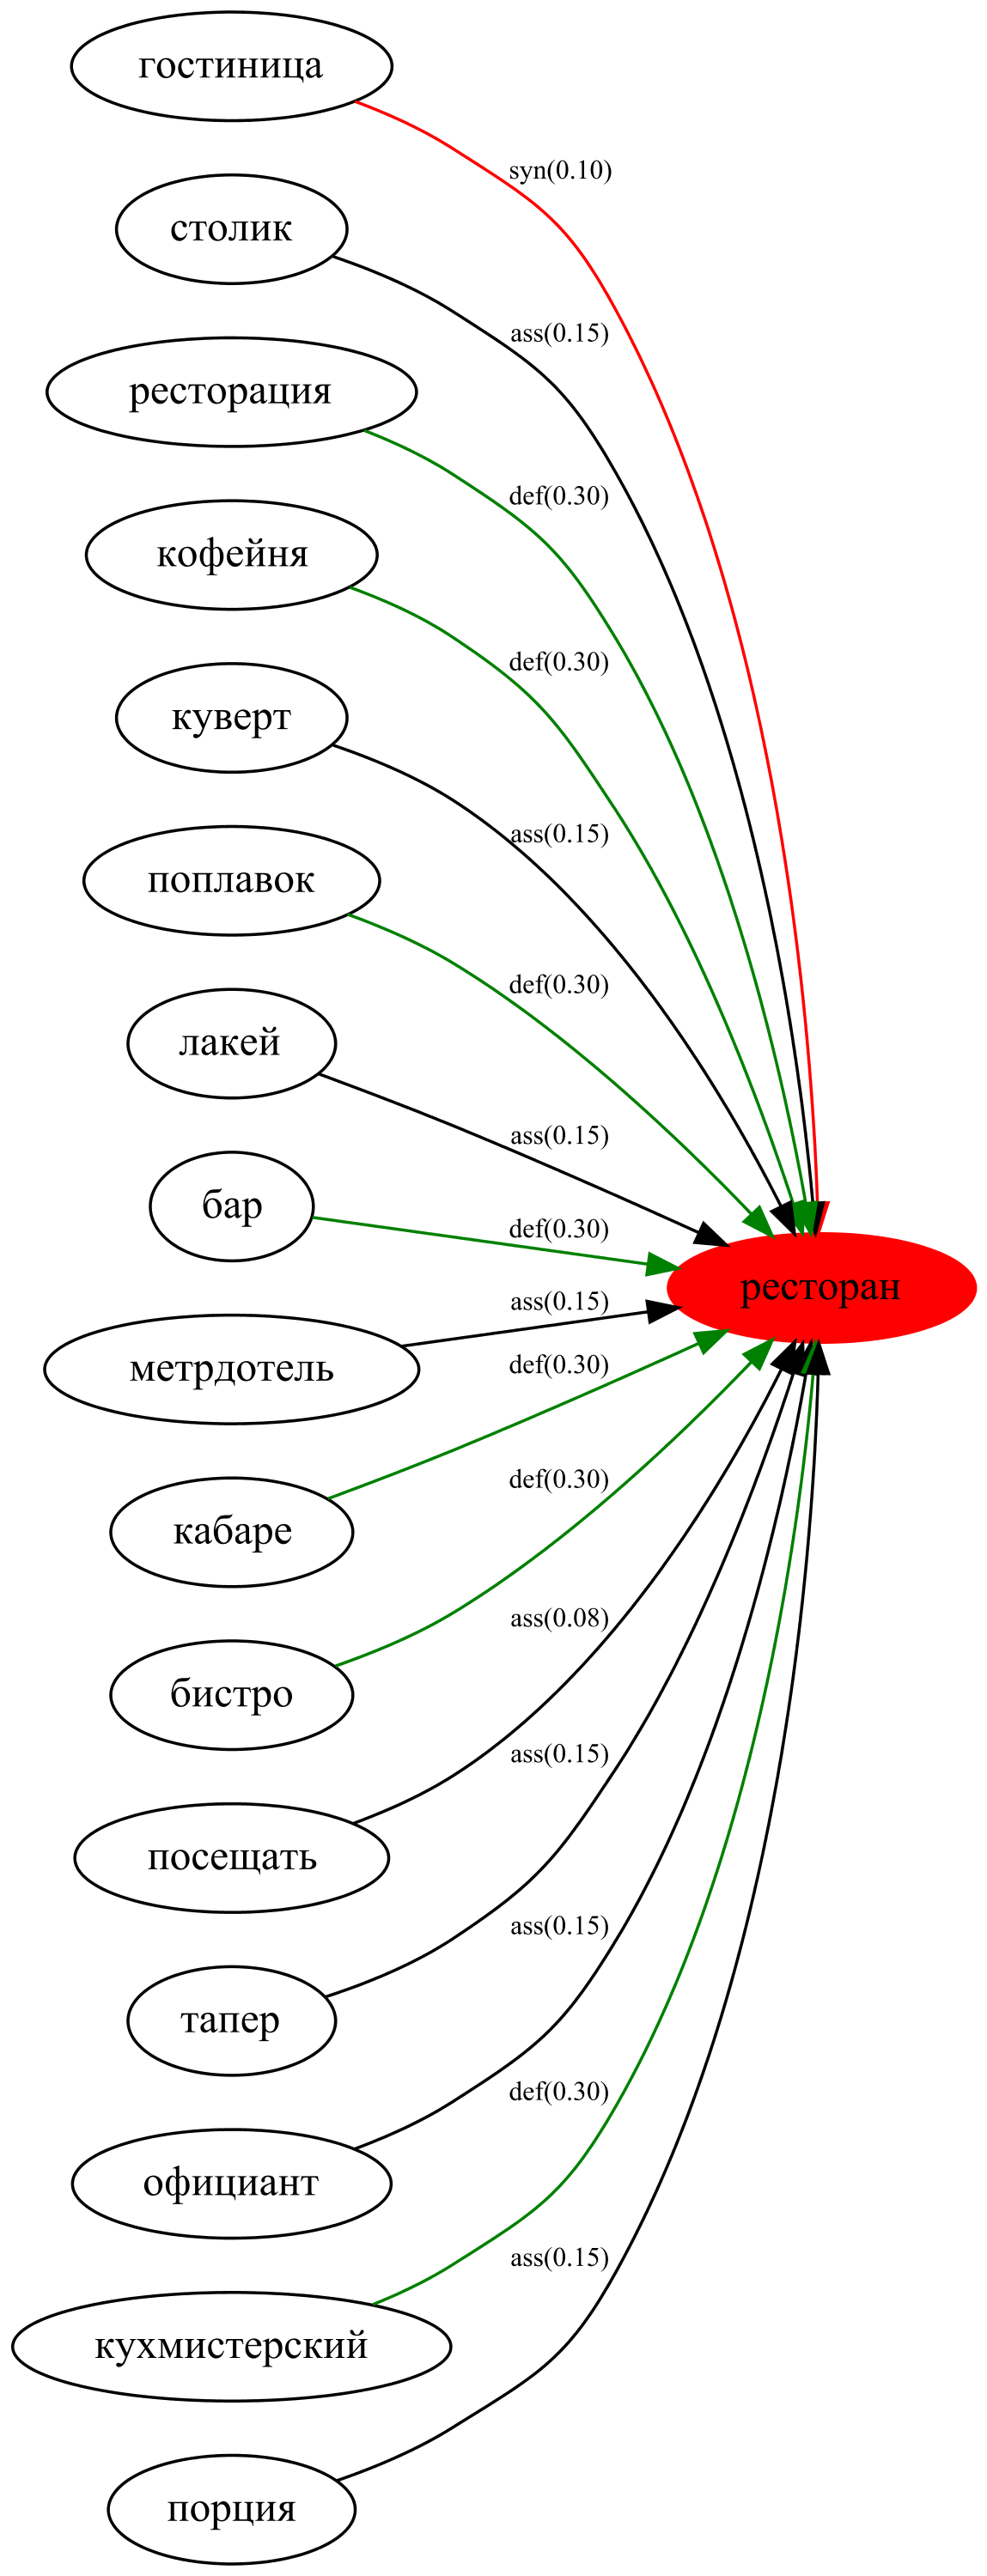 гостиница
syn(0.10)
столик
ass(0.15)
ресторация
def(0.30)
кофейня
def(0.30)
куверт
ass(0.15)
поплавок
def(0.30)
лакей
ass(0.15)
бар
def(0.30)
ресторан
ass(0.15)
метрдотель
def(0.30)
кабаре
def(0.30)
бистро
ass(0.08)
посещать
ass(0.15)
тапер
ass(0.15)
официант
def(0.30)
кухмистерский
ass(0.15)
порция